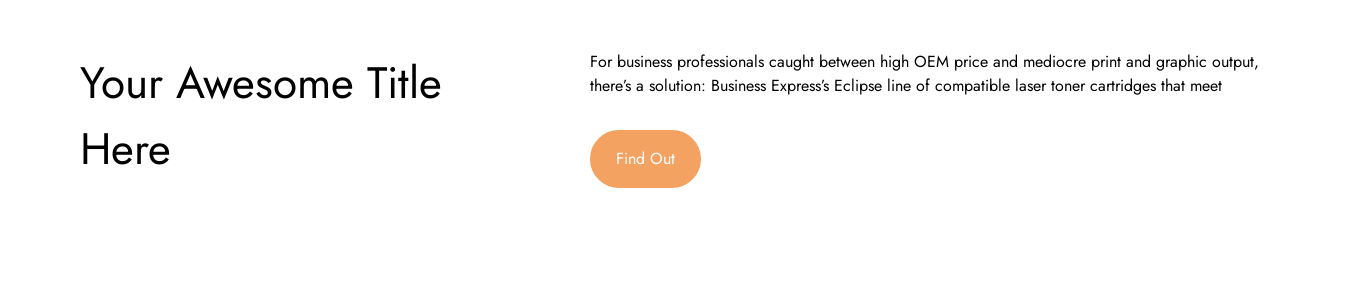 Your Awesome Title
Here
For business professionals caught between high OEM price and mediocre print and graphic output,
there’s a solution: Business Express’s Eclipse line of compatible laser toner cartridges that meet
Find Out